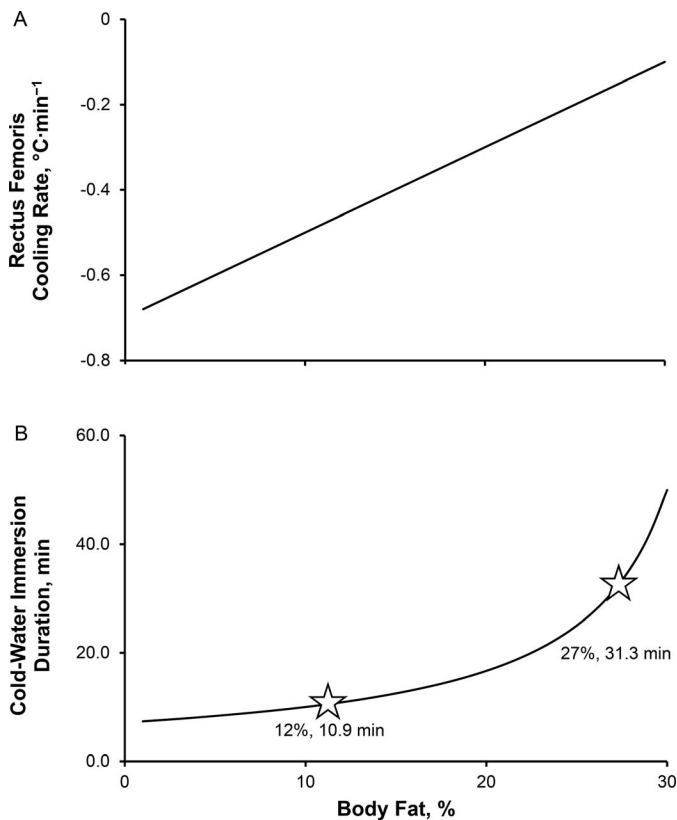 A
Rectus Femoris
Cooling Rate, °C·min⁻¹
0
-0.2
-0.4
-0.6
-0.8
B
Cold-Water Immersion
Duration, min
60.0
40.0
20.0
0.0
27%, 31.3 min
12%, 10.9 min
0
10
20
30
Body Fat, %